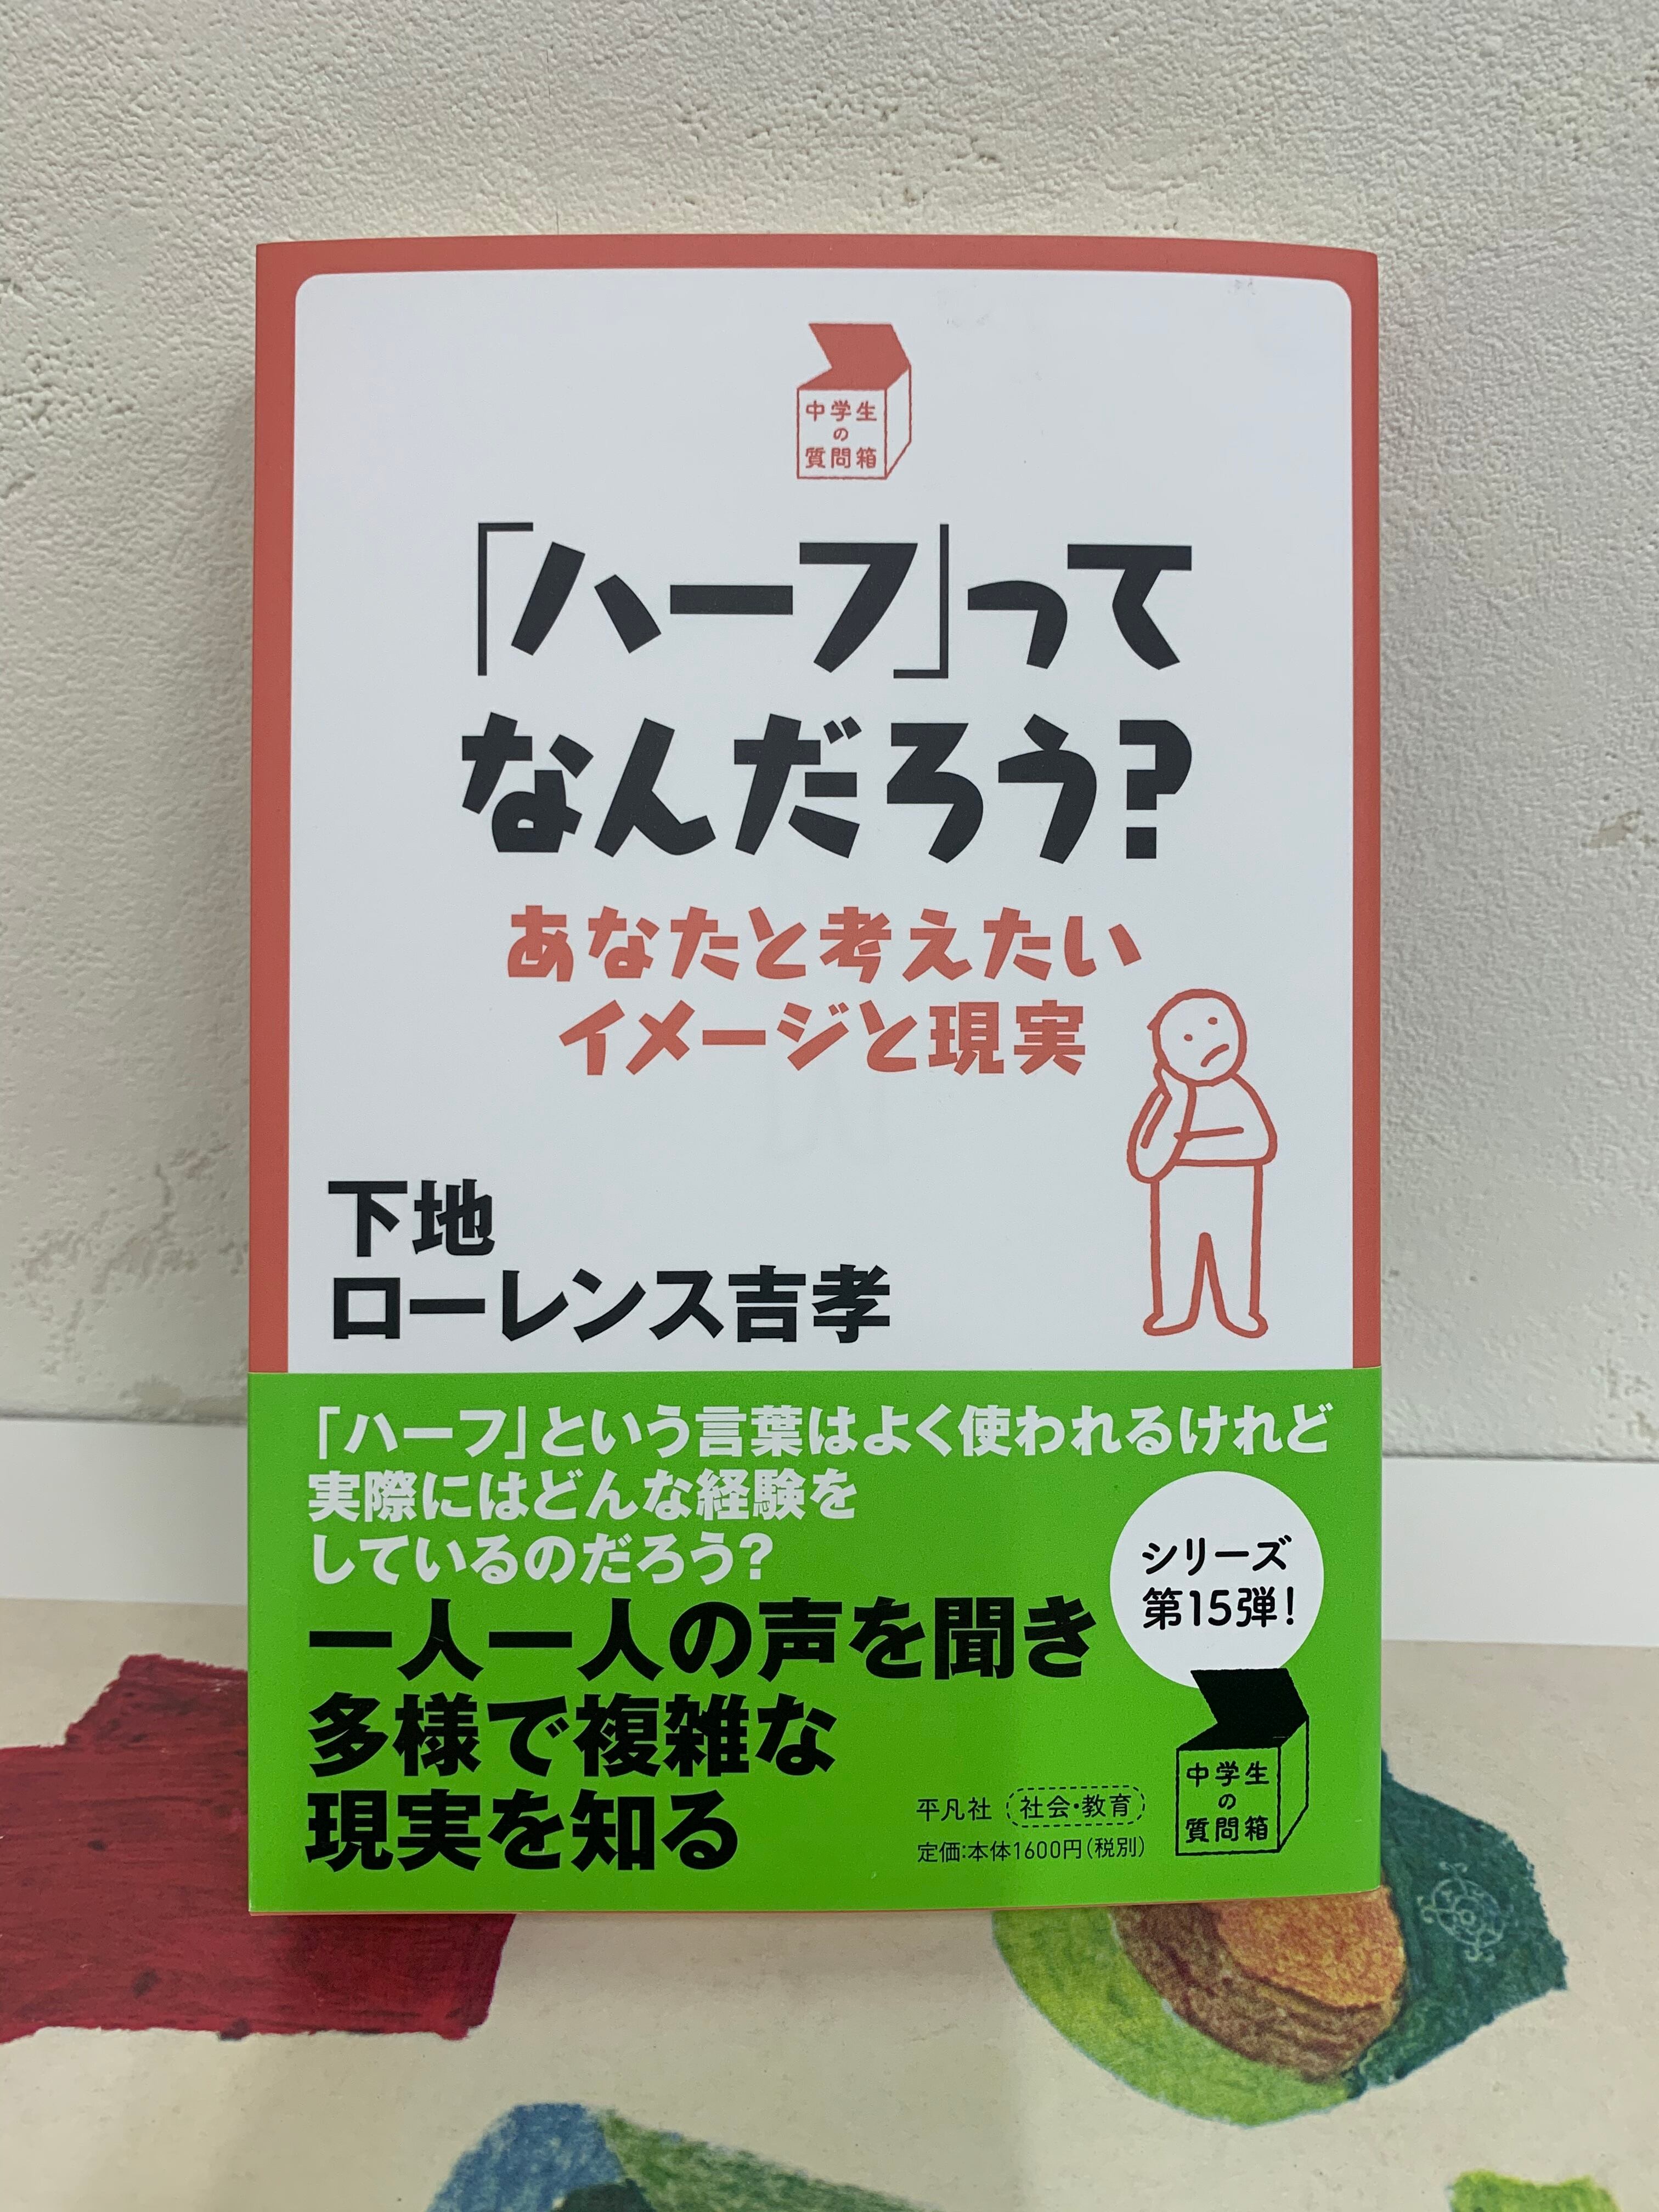 中学生
の
質問箱
「ハーフ」って
なんだろう?
あなたと考えたい
イメージと現実
下地
ローレンス吉孝
「ハーフ」という言葉はよく使われるけれど
実際にはどんな経験を
しているのだろう?
一人一人の声を聞き
多様で複雑な
現実を知る
シリーズ
第15弾!
平凡社 社会・教育
定価:本体1600円(税別)
中学生
の
質問箱